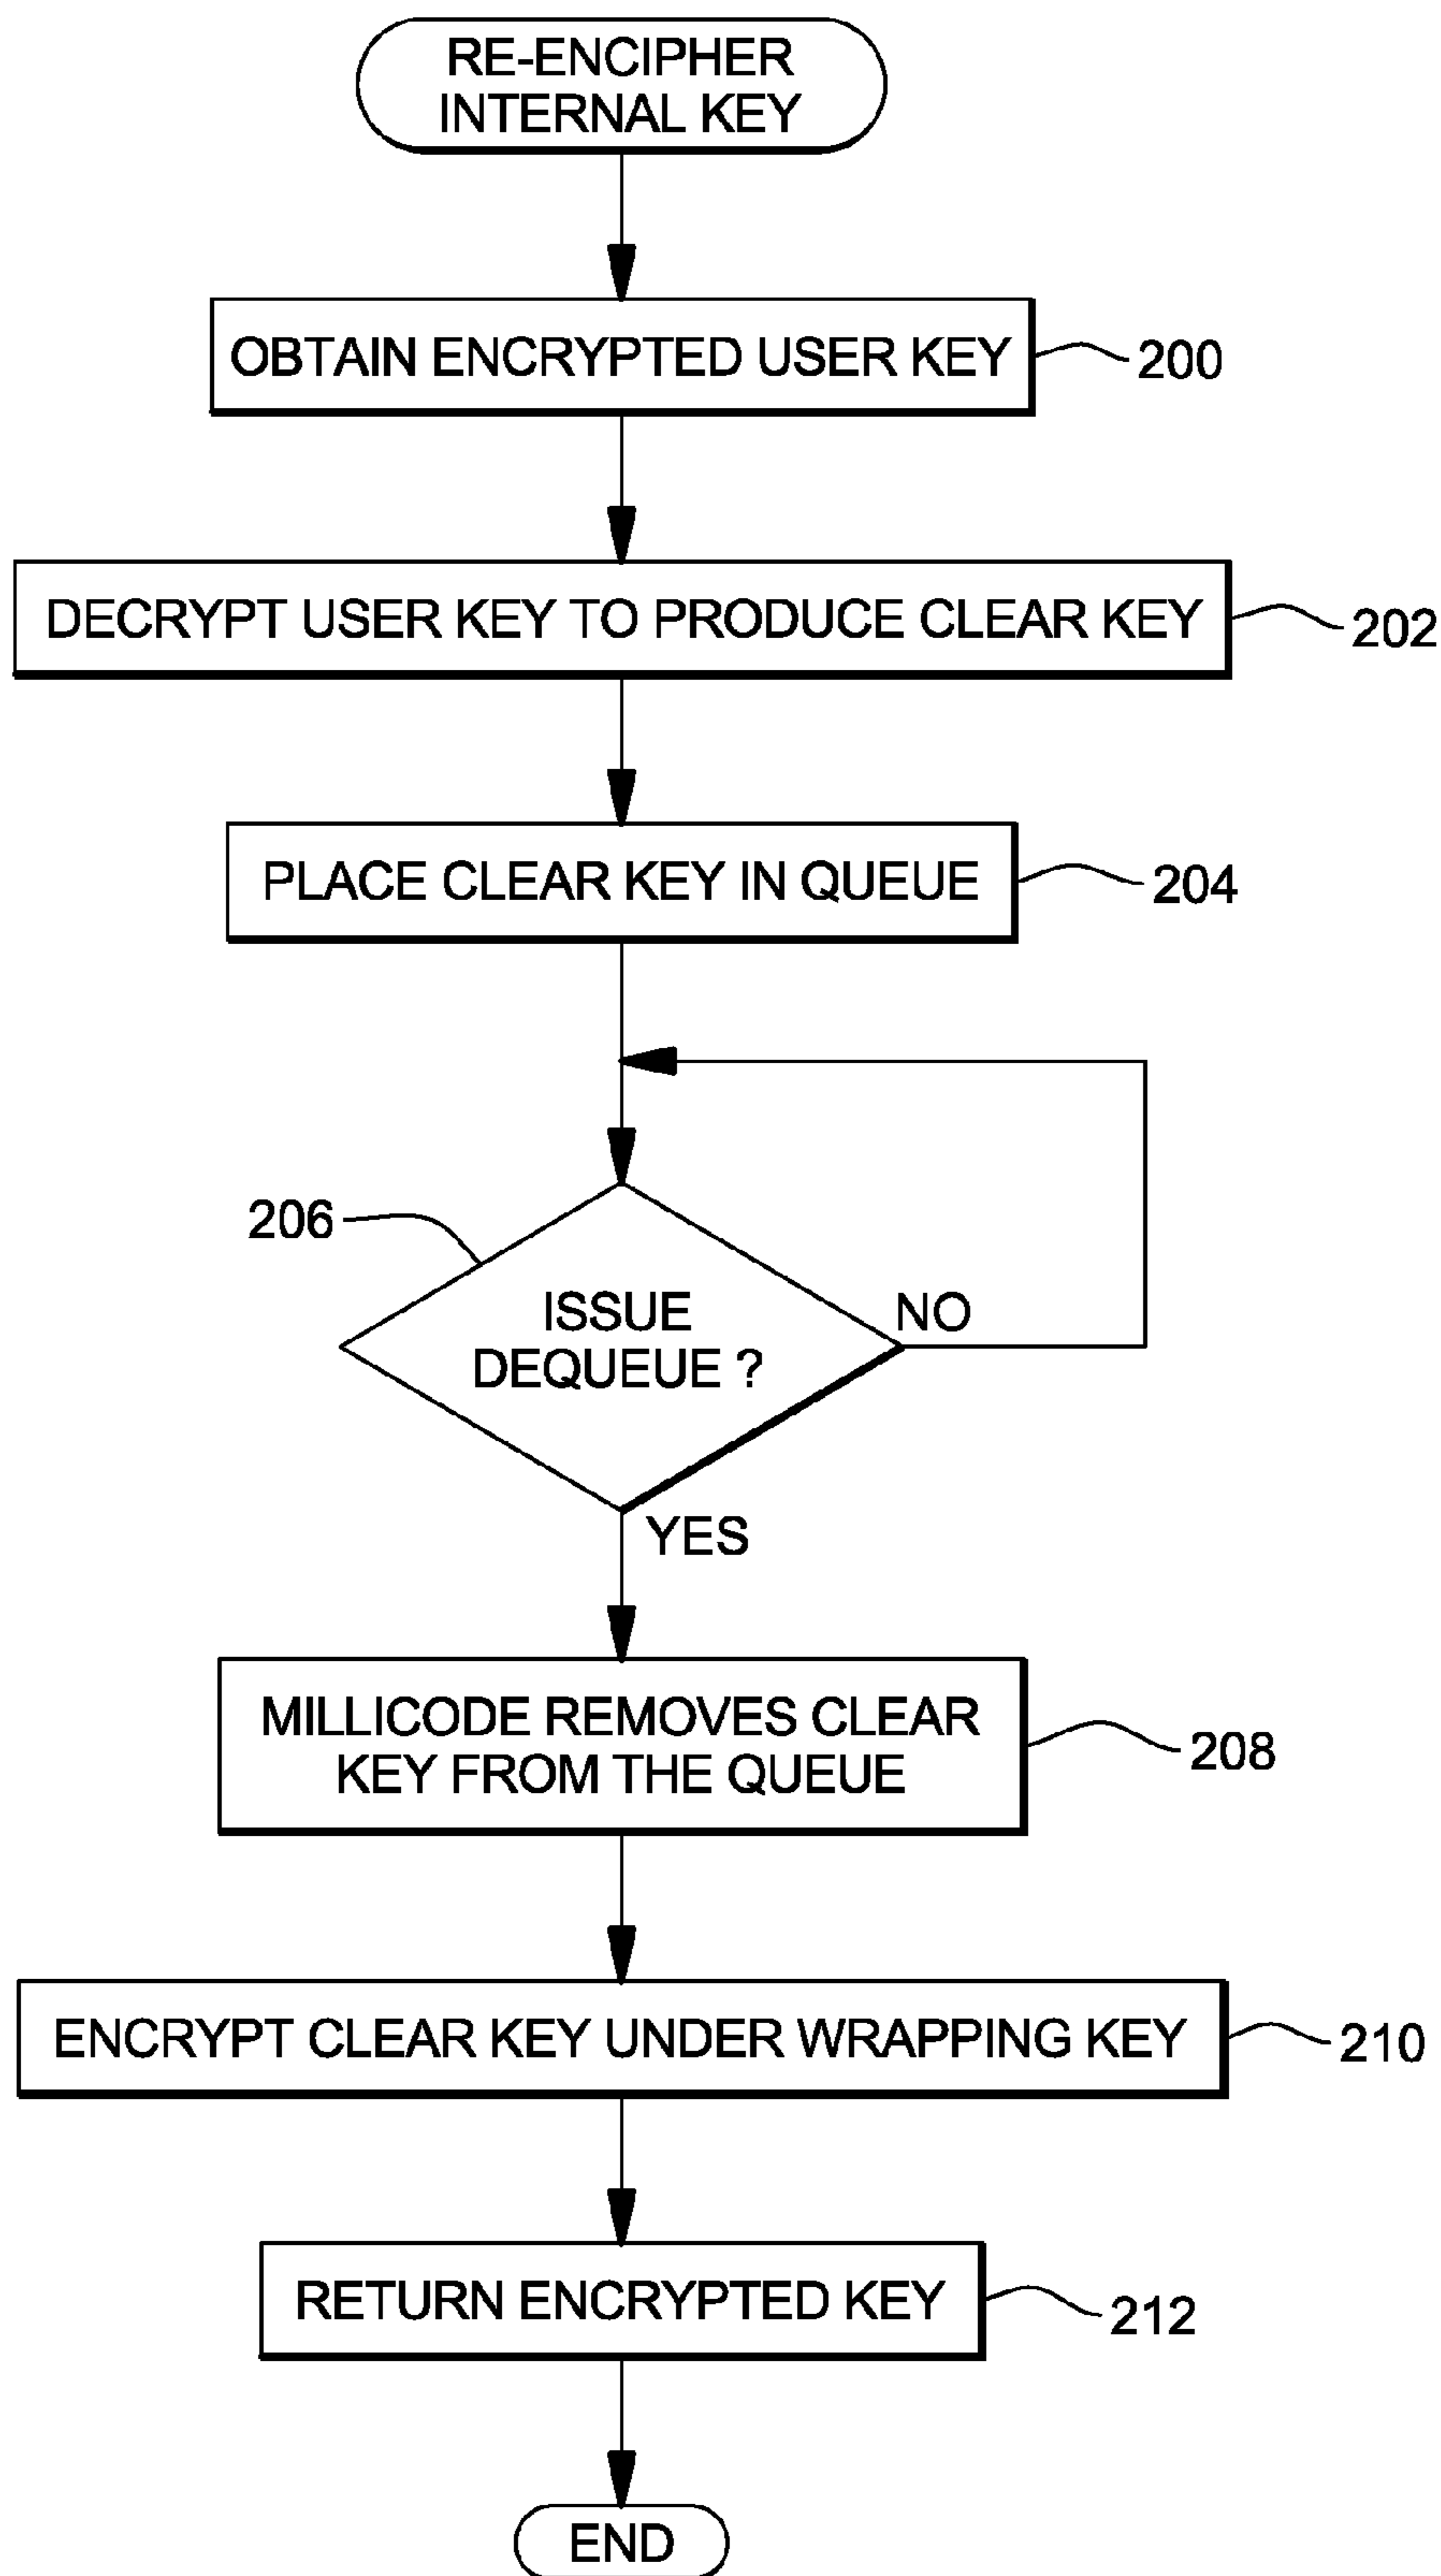 RE-ENCIPHER
INTERNAL KEY
OBTAIN ENCRYPTED USER KEY
200
DECRYPT USER KEY TO PRODUCE CLEAR KEY
202
PLACE CLEAR KEY IN QUEUE
204
206
ISSUE
DEQUEUE ?
NO
YES
MILLICODE REMOVES CLEAR
KEY FROM THE QUEUE
208
ENCRYPT CLEAR KEY UNDER WRAPPING KEY
210
RETURN ENCRYPTED KEY
212
END